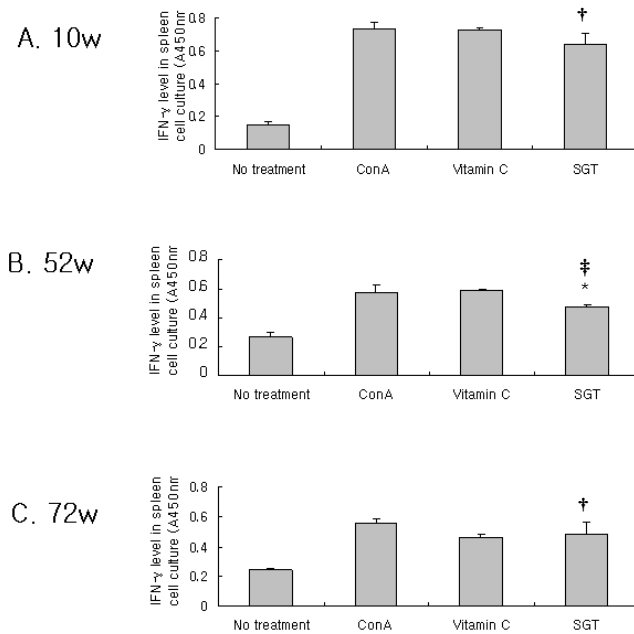 A. 10w
IFN-γ level in spleen
cell culture (A450nm
0.8
0.6
0.4
0.2
0
†
No treatment ConA Vitamin C SGT
B. 52w
IFN-γ level in spleen
cell culture (A450nm
0.8
0.6
0.4
0.2
0
‡
*
No treatment ConA Vitamin C SGT
C. 72w
IFN-γ level in spleen
cell culture (A450nm
0.8
0.6
0.4
0.2
0
†
No treatment ConA Vitamin C SGT